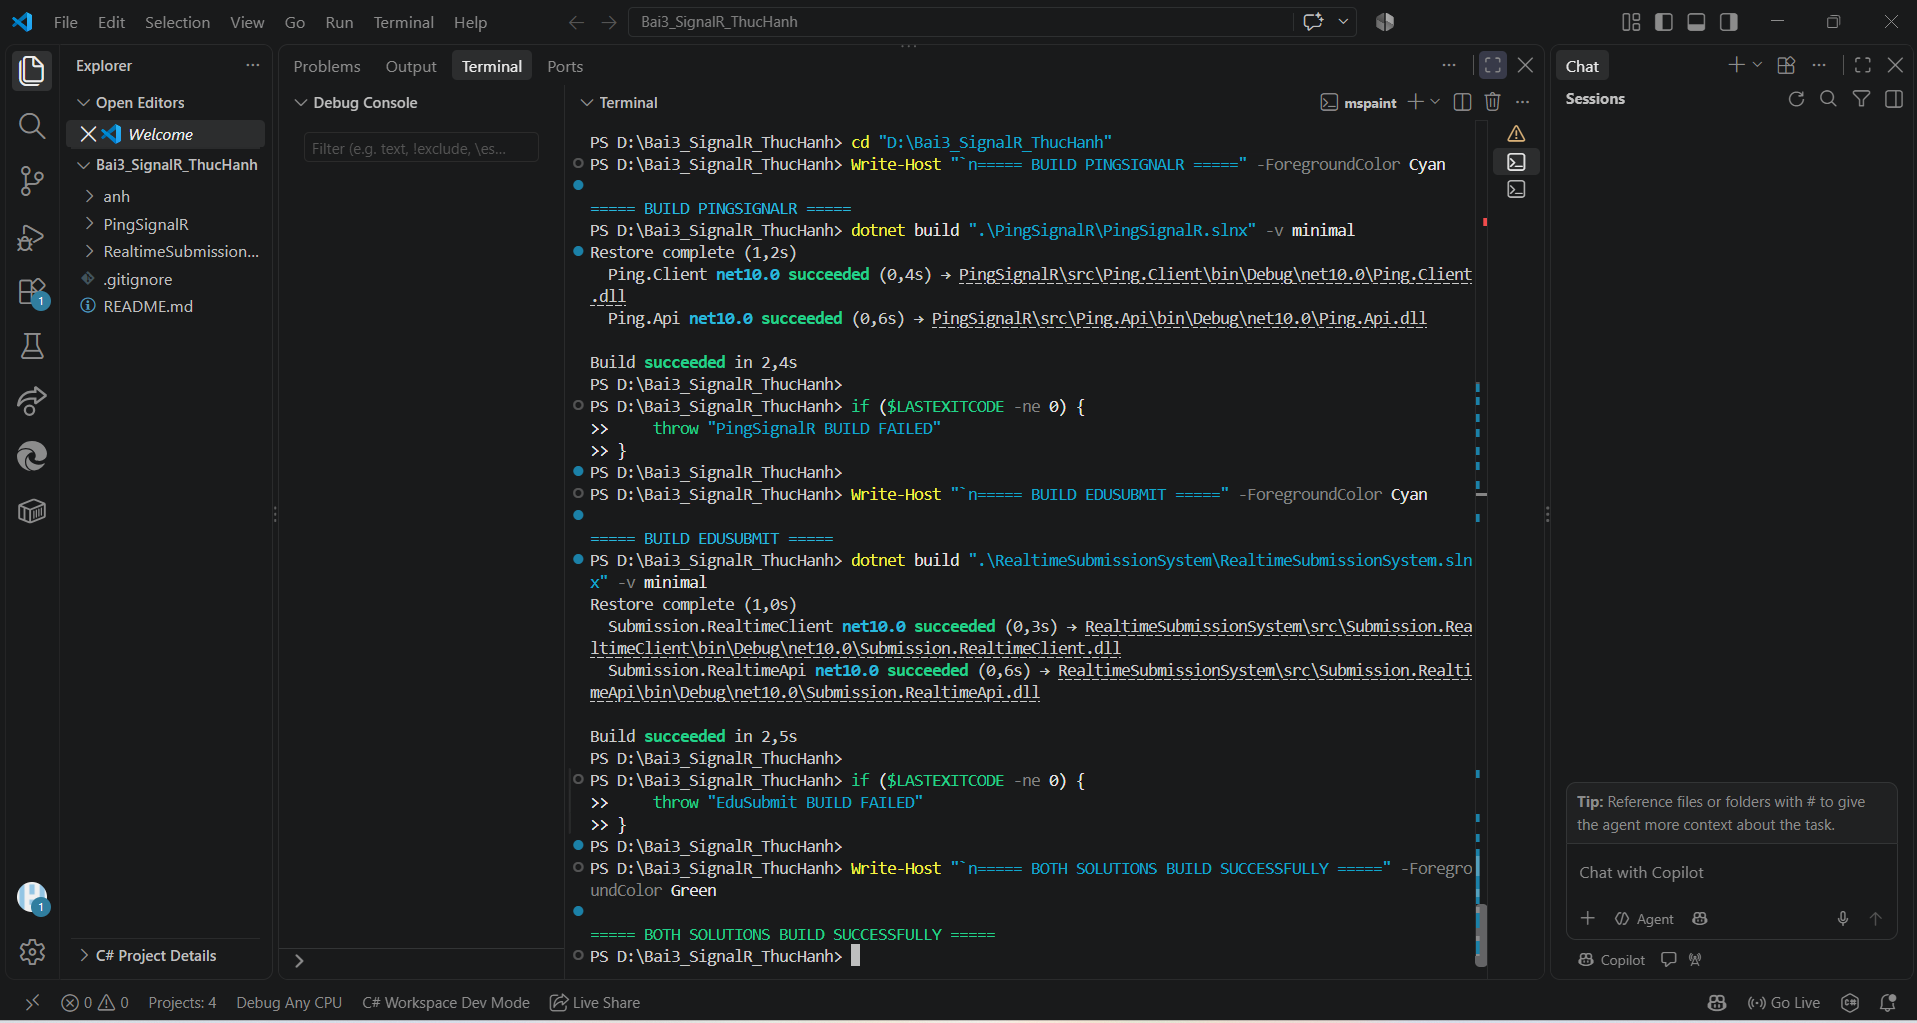 File Edit Selection View Go Run Terminal Help
Bai3_SignalR_ThucHanh
Explorer
Open Editors
Welcome
Bai3_SignalR_ThucHanh
anh
PingSignalR
RealtimeSubmission...
.gitignore
README.md
C# Project Details
1
1
Problems Output Terminal Ports
Debug Console
Filter (e.g. text, !exclude, \es...
Terminal
mspaint
PS D:\Bai3_SignalR_ThucHanh> cd "D:\Bai3_SignalR_ThucHanh"
PS D:\Bai3_SignalR_ThucHanh> Write-Host "`n===== BUILD PINGSIGNALR =====" -ForegroundColor Cyan
===== BUILD PINGSIGNALR =====
PS D:\Bai3_SignalR_ThucHanh> dotnet build ".\PingSignalR\PingSignalR.slnx" -v minimal
Restore complete (1,2s)
Ping.Client net10.0 succeeded (0,4s) → PingSignalR\src\Ping.Client\bin\Debug\net10.0\Ping.Client
.dll
Ping.Api net10.0 succeeded (0,6s) → PingSignalR\src\Ping.Api\bin\Debug\net10.0\Ping.Api.dll
Build succeeded in 2,4s
PS D:\Bai3_SignalR_ThucHanh>
PS D:\Bai3_SignalR_ThucHanh> if ($LASTEXITCODE -ne 0) {
>>     throw "PingSignalR BUILD FAILED"
>> }
PS D:\Bai3_SignalR_ThucHanh>
PS D:\Bai3_SignalR_ThucHanh> Write-Host "`n===== BUILD EDUSUBMIT =====" -ForegroundColor Cyan
===== BUILD EDUSUBMIT =====
PS D:\Bai3_SignalR_ThucHanh> dotnet build ".\RealtimeSubmissionSystem\RealtimeSubmissionSystem.sln
x" -v minimal
Restore complete (1,0s)
Submission.RealtimeClient net10.0 succeeded (0,3s) → RealtimeSubmissionSystem\src\Submission.Rea
ltimeClient\bin\Debug\net10.0\Submission.RealtimeClient.dll
Submission.RealtimeApi net10.0 succeeded (0,6s) → RealtimeSubmissionSystem\src\Submission.Realti
meApi\bin\Debug\net10.0\Submission.RealtimeApi.dll
Build succeeded in 2,5s
PS D:\Bai3_SignalR_ThucHanh>
PS D:\Bai3_SignalR_ThucHanh> if ($LASTEXITCODE -ne 0) {
>>     throw "EduSubmit BUILD FAILED"
>> }
PS D:\Bai3_SignalR_ThucHanh>
PS D:\Bai3_SignalR_ThucHanh> Write-Host "`n===== BOTH SOLUTIONS BUILD SUCCESSFULLY =====" -Foregro
undColor Green
===== BOTH SOLUTIONS BUILD SUCCESSFULLY =====
PS D:\Bai3_SignalR_ThucHanh>
Chat
Sessions
Tip: Reference files or folders with # to give
the agent more context about the task.
Chat with Copilot
Agent
Copilot
0 0 Projects: 4 Debug Any CPU C# Workspace Dev Mode Live Share
Go Live